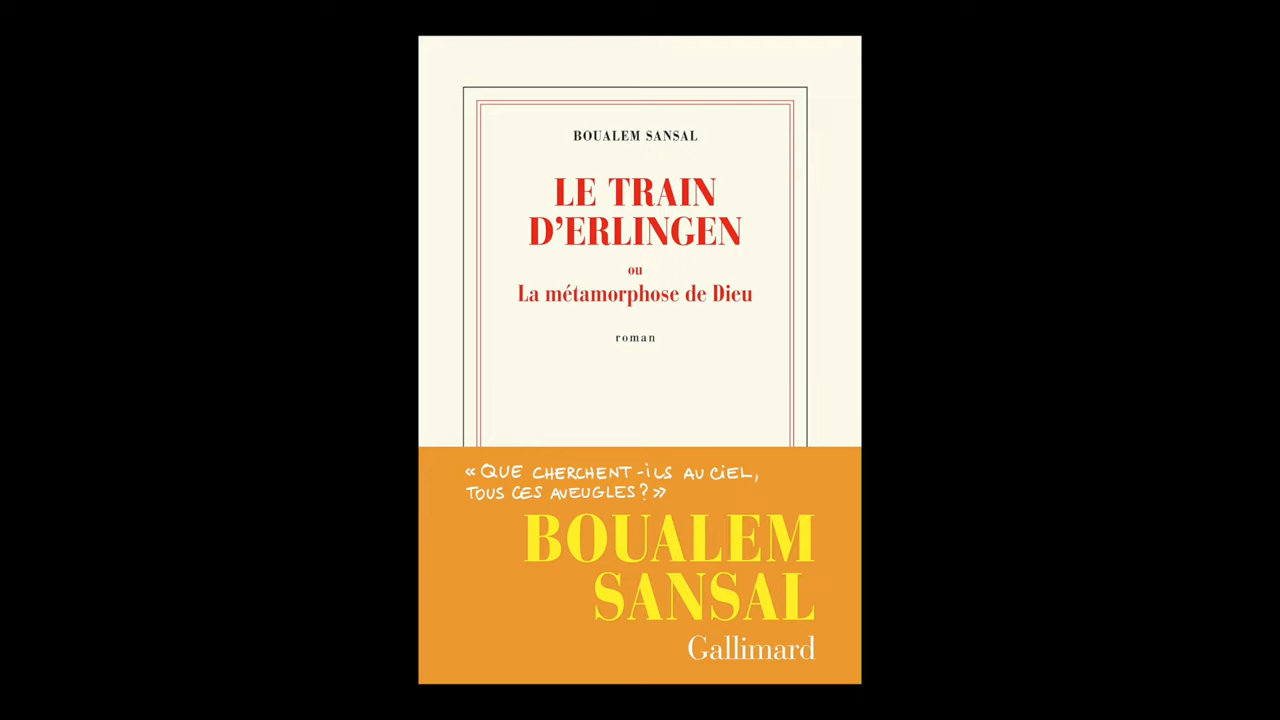 BOUALEM SANSAL
LE TRAIN
D'ERLINGEN
ou
La métamorphose de Dieu
roman
« QUE CHERCHENT-ILS AU CIEL,
TOUS CES AVEUGLES ? »
BOUALEM
SANSAL
Gallimard